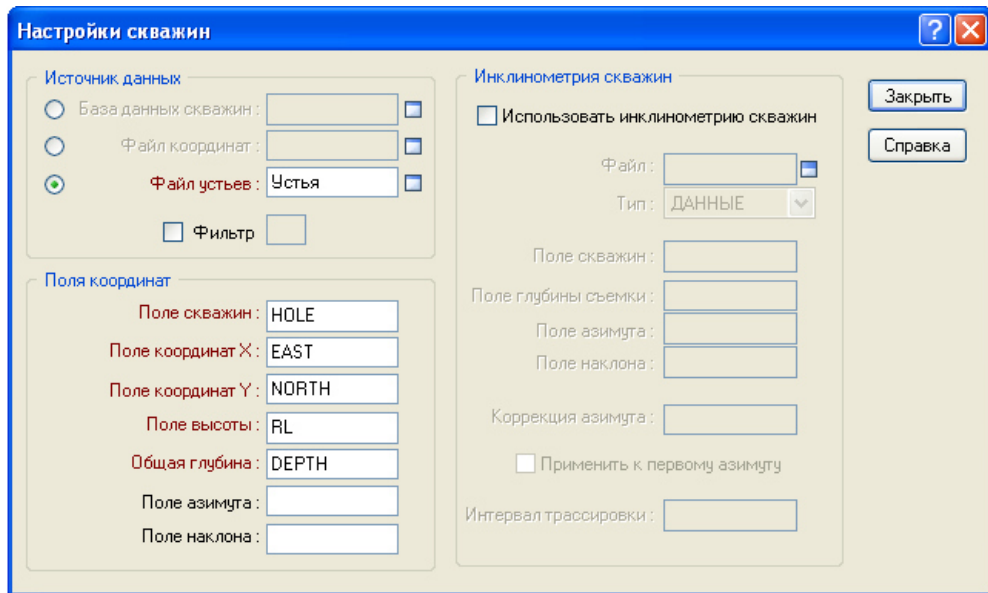 Настройки скважин
Источник данных
База данных скважин :
Файл координат :
Файл устьев : Устья
Фильтр
Поля координат
Поле скважин : HOLE
Поле координат X : EAST
Поле координат Y : NORTH
Поле высоты : RL
Общая глубина : DEPTH
Поле азимута :
Поле наклона :
Инклинометрия скважин
Использовать инклинометрию скважин
Файл :
Тип : ДАННЫЕ
Поле скважин :
Поле глубины съемки :
Поле азимута :
Поле наклона :
Коррекция азимута :
Применить к первому азимуту
Интервал трассировки :
Закрыть
Справка